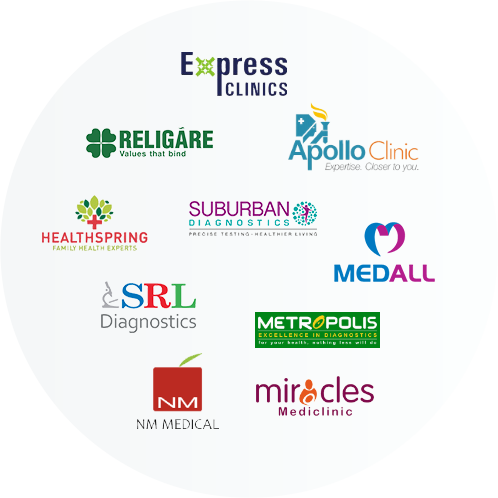 Express
CLINICS
RELIGÁRE
Values that bind
Apollo Clinic
Expertise. Closer to you.
HEALTHSPRING
FAMILY HEALTH EXPERTS
SUBURBAN
DIAGNOSTICS
PRECISE TESTING-HEALTHIER LIVING
MEDALL
SRL
Diagnostics
METROPOLIS
EXCELLENCE IN DIAGNOSTICS
for your health, nothing less will do
NM
NM MEDICAL
miracles
Mediclinic